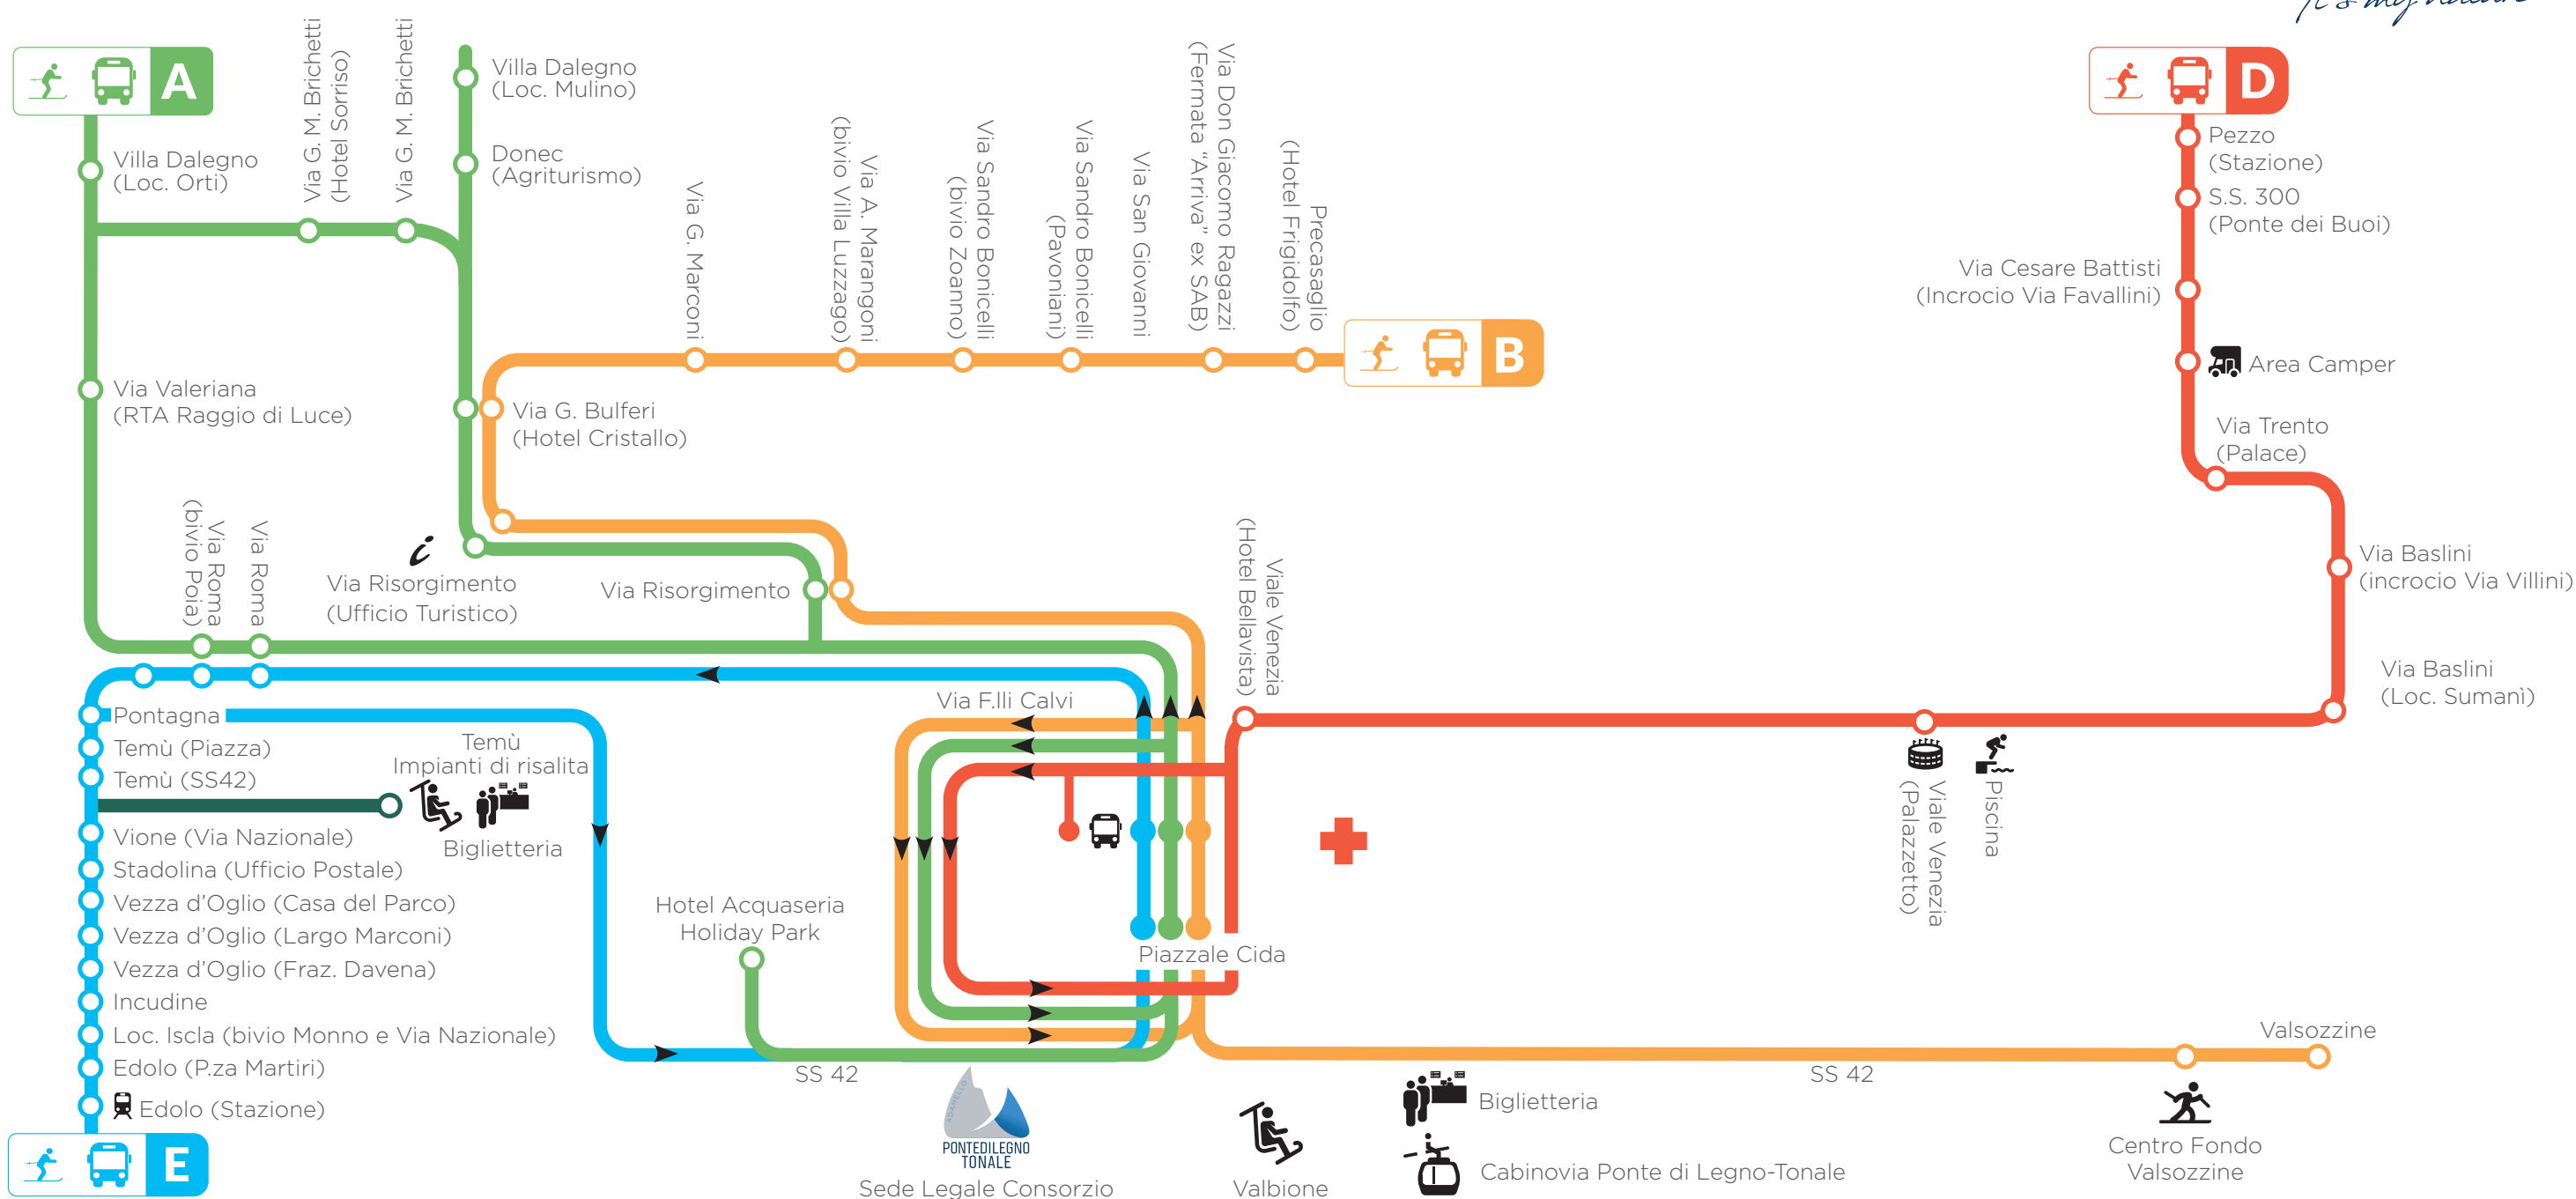 It's my nature
A
Villa Dalegno
(Loc. Orti)
Via G. M. Brichetti
(Hotel Sorriso)
Via G. M. Brichetti
Villa Dalegno
(Loc. Mulino)
Donec
(Agriturismo)
Via G. Marconi
Via A. Marangoni
(bivio Villa Luzzago)
Via Sandro Bonicelli
(bivio Zoanno)
Via Sandro Bonicelli
(Pavoniani)
Via San Giovanni
Via Don Giacomo Ragazzi
(Fermata “Arriva” ex SAB)
Precasaglio
(Hotel Frigidolfo)
B
D
Pezzo
(Stazione)
S.S. 300
(Ponte dei Buoi)
Via Cesare Battisti
(Incrocio Via Favallini)
Area Camper
Via Trento
(Palace)
Via Baslini
(incrocio Via Villini)
Via Baslini
(Loc. Sumanì)
Via Valeriana
(RTA Raggio di Luce)
Via G. Bulferi
(Hotel Cristallo)
Via Roma
(bivio Poia)
Via Roma
i
Via Risorgimento
(Ufficio Turistico)
Via Risorgimento
Viale Venezia
(Hotel Bellavista)
Via F.lli Calvi
Viale Venezia
(Palazzetto)
Piscina
Pontagna
Temù (Piazza)
Temù (SS42)
Temù
Impianti di risalita
Biglietteria
Vione (Via Nazionale)
Stadolina (Ufficio Postale)
Vezza d’Oglio (Casa del Parco)
Vezza d’Oglio (Largo Marconi)
Vezza d’Oglio (Fraz. Davena)
Incudine
Loc. Iscla (bivio Monno e Via Nazionale)
Edolo (P.za Martiri)
Edolo (Stazione)
E
Hotel Acquaseria
Holiday Park
Piazzale Cida
SS 42
ADAMELLO
PONTEDILEGNO
TONALE
Sede Legale Consorzio
Valbione
Biglietteria
Cabinovia Ponte di Legno-Tonale
SS 42
Valsozzine
Centro Fondo
Valsozzine